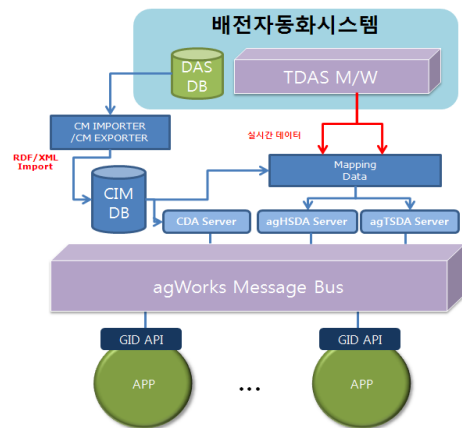 배전자동화시스템
DAS
DB
TDAS M/W
CM IMPORTER
/CM EXPORTER
실시간 데이터
RDF/XML
Import
Mapping
Data
CIM
DB
CDA Server
agHSDA Server
agTSDA Server
agWorks Message Bus
GID API
GID API
APP
...
APP